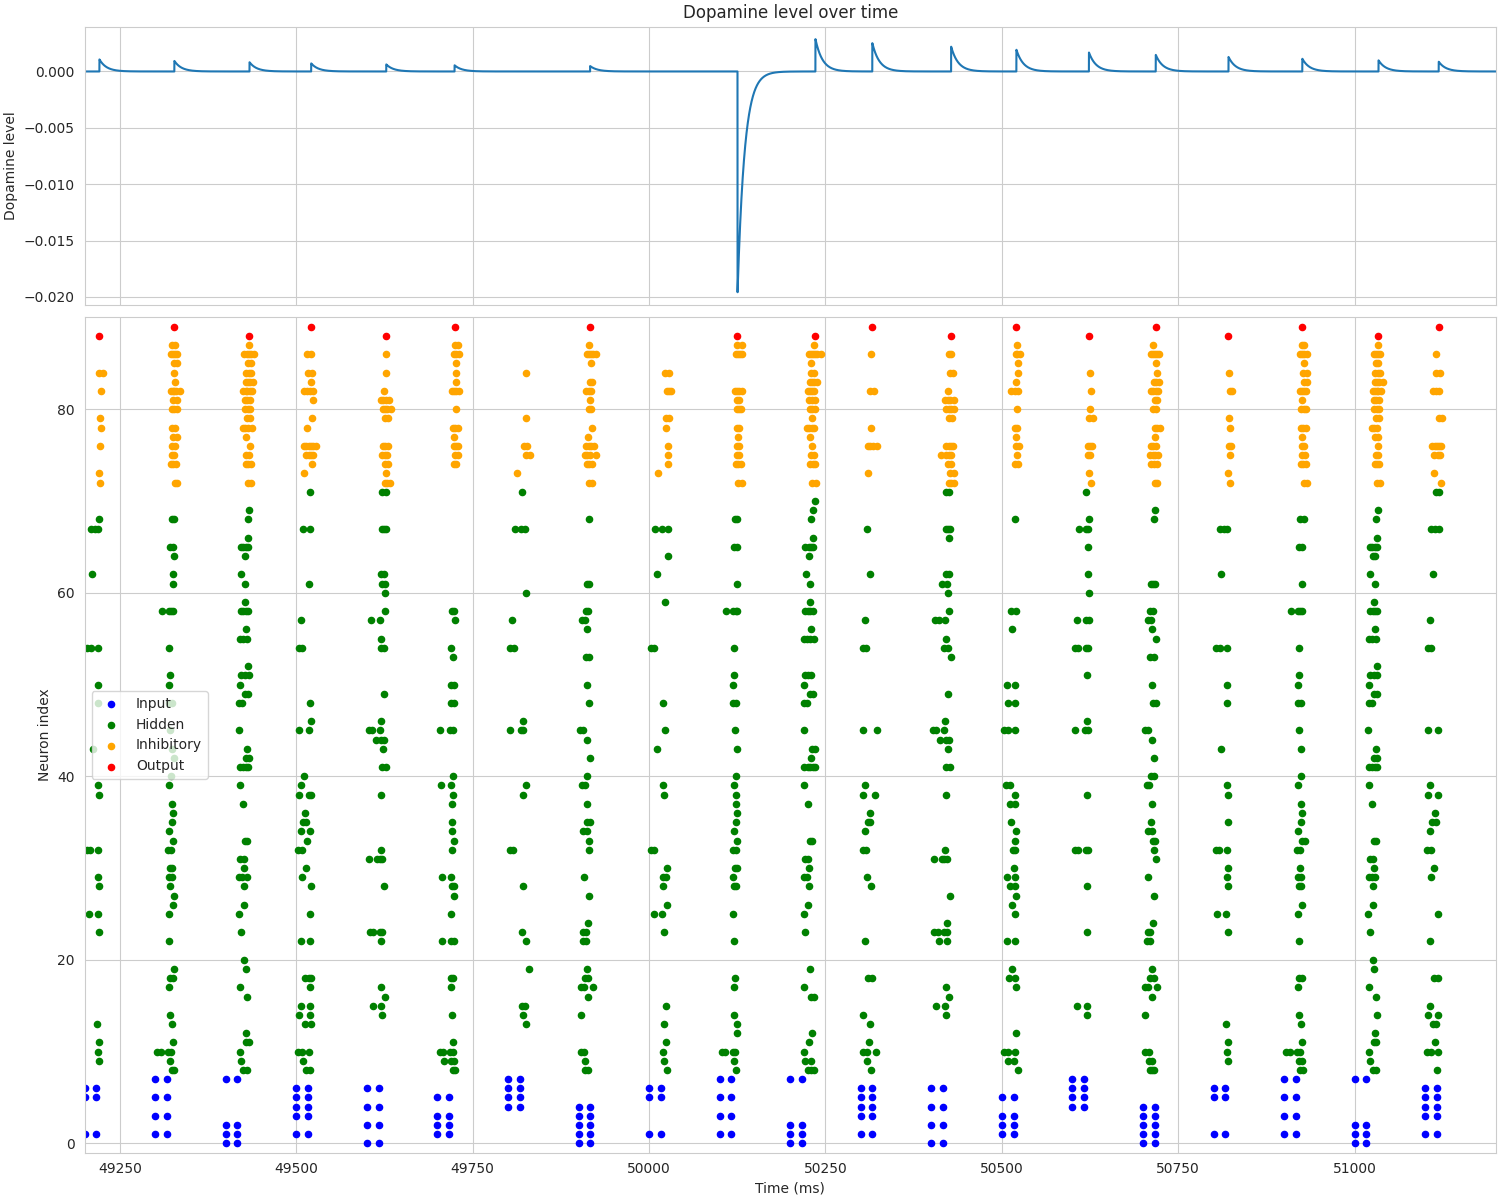 Dopamine level over time
0.000
−0.005
−0.010
−0.015
−0.020
Dopamine level
80
60
40
20
0
Neuron index
Input
Hidden
Inhibitory
Output
49250 49500 49750 50000 50250 50500 50750 51000
Time (ms)